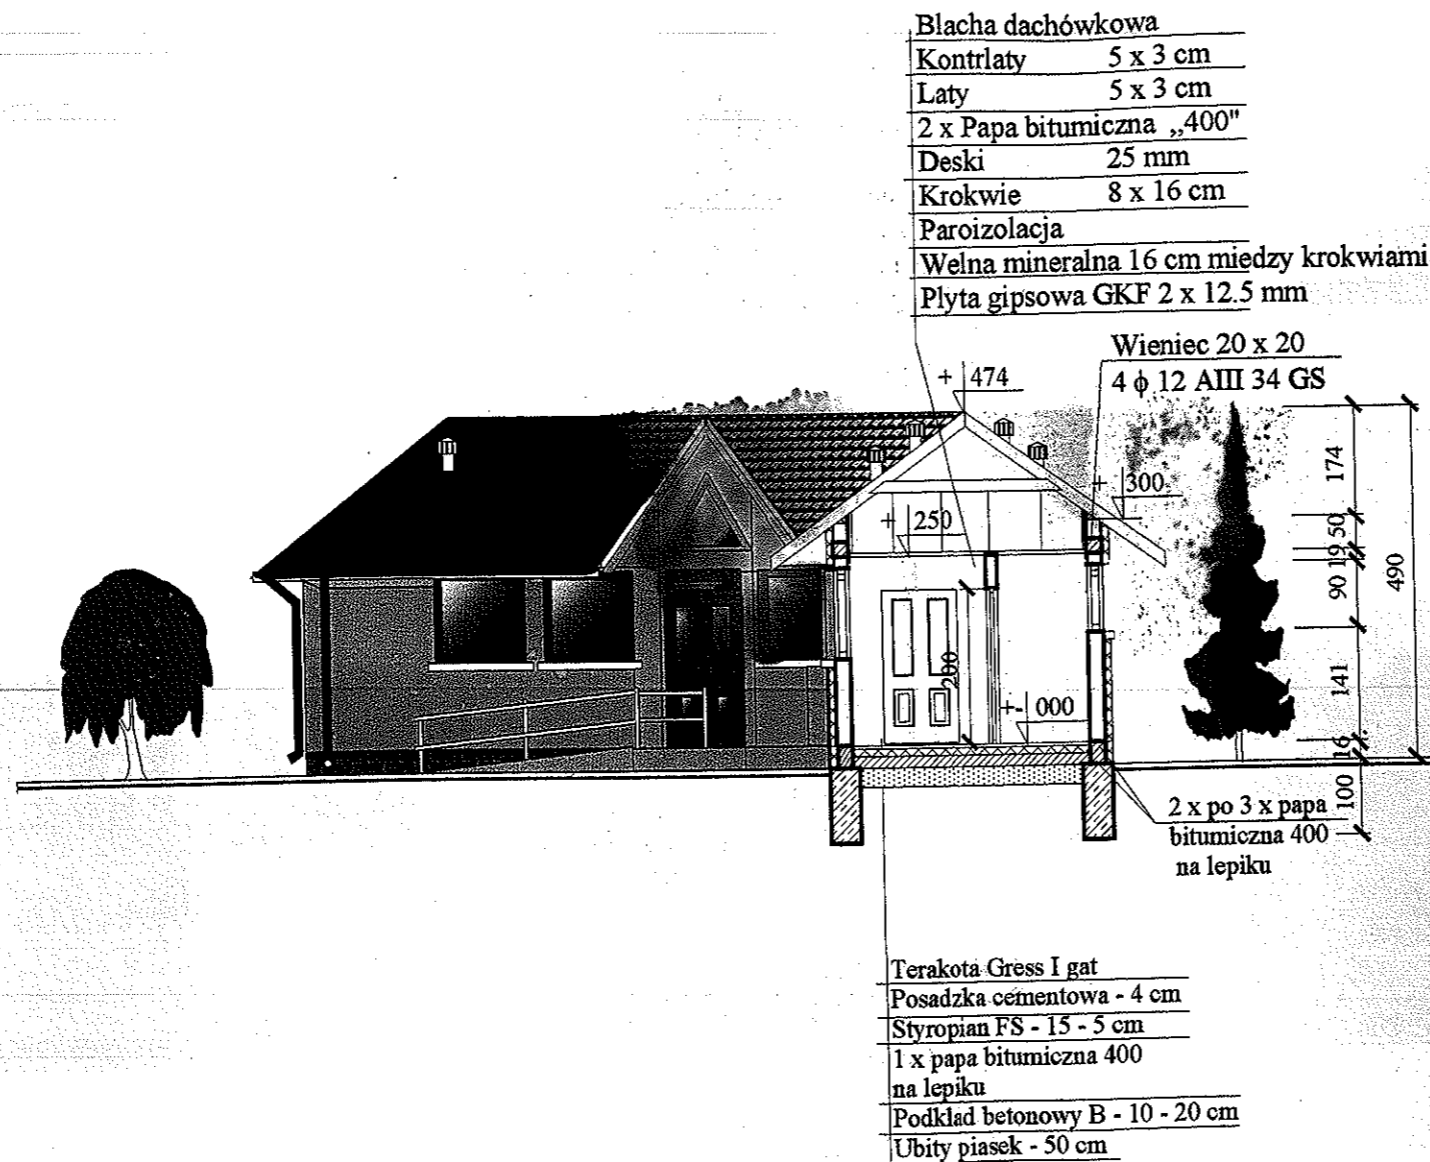 Blacha dachówkowa
Kontrlaty 5 x 3 cm
Laty 5 x 3 cm
2 x Papa bitumiczna „400"
Deski 25 mm
Krokwie 8 x 16 cm
Paroizolacja
Welna mineralna 16 cm miedzy krokwiami
Plyta gipsowa GKF 2 x 12.5 mm
Wieniec 20 x 20
4 ϕ 12 AIII 34 GS
+ 474
+ 300
+ 250
200
+- 000
174
50
19
90
141
16
100
490
2 x po 3 x papa
bitumiczna 400
na lepiku
Terakota Gress I gat
Posadzka cementowa - 4 cm
Styropian FS - 15 - 5 cm
1 x papa bitumiczna 400
na lepiku
Podklad betonowy B - 10 - 20 cm
Ubity piasek - 50 cm